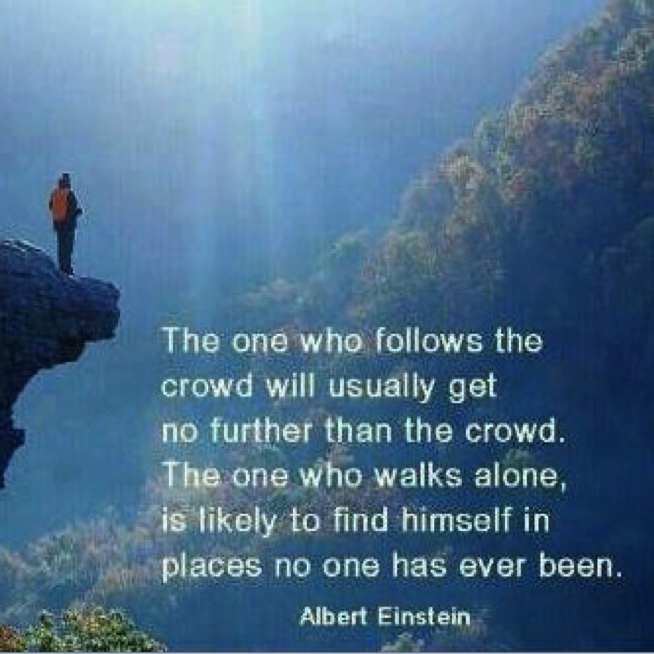 The one who follows the
crowd will usually get
no further than the crowd.
The one who walks alone,
is likely to find himself in
places no one has ever been.
Albert Einstein